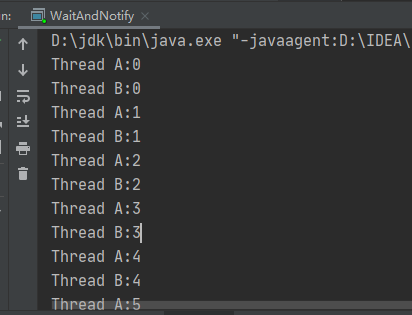 un:
WaitAndNotify
D:\jdk\bin\java.exe "-javaagent:D:\IDEA\
Thread A:0
Thread B:0
Thread A:1
Thread B:1
Thread A:2
Thread B:2
Thread A:3
Thread B:3
Thread A:4
Thread B:4
Thread A:5